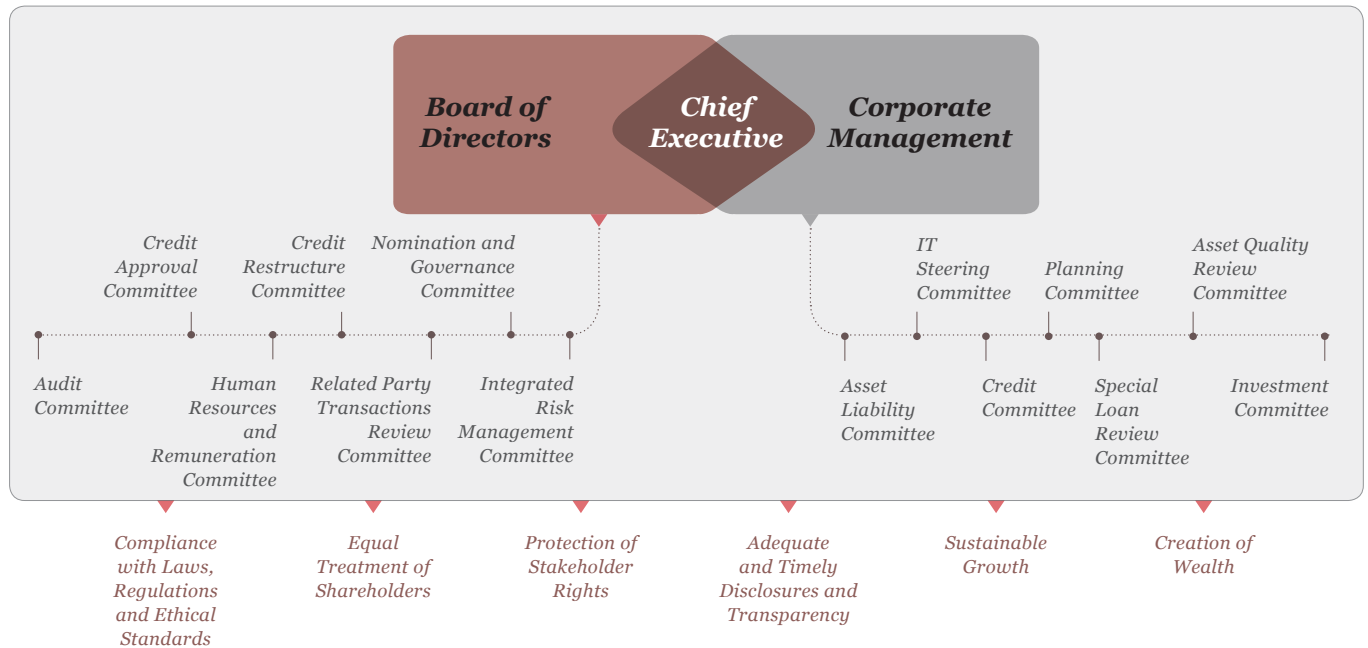 Board of
Directors
Chief
Executive
Corporate
Management
Credit
Approval
Committee
Credit
Restructure
Committee
Nomination and
Governance
Committee
IT
Steering
Committee
Planning
Committee
Asset Quality
Review
Committee
Audit
Committee
Human
Resources
and
Remuneration
Committee
Related Party
Transactions
Review
Committee
Integrated
Risk
Management
Committee
Asset
Liability
Committee
Credit
Committee
Special
Loan
Review
Committee
Investment
Committee
Compliance
with Laws,
Regulations
and Ethical
Standards
Equal
Treatment of
Shareholders
Protection of
Stakeholder
Rights
Adequate
and Timely
Disclosures and
Transparency
Sustainable
Growth
Creation of
Wealth